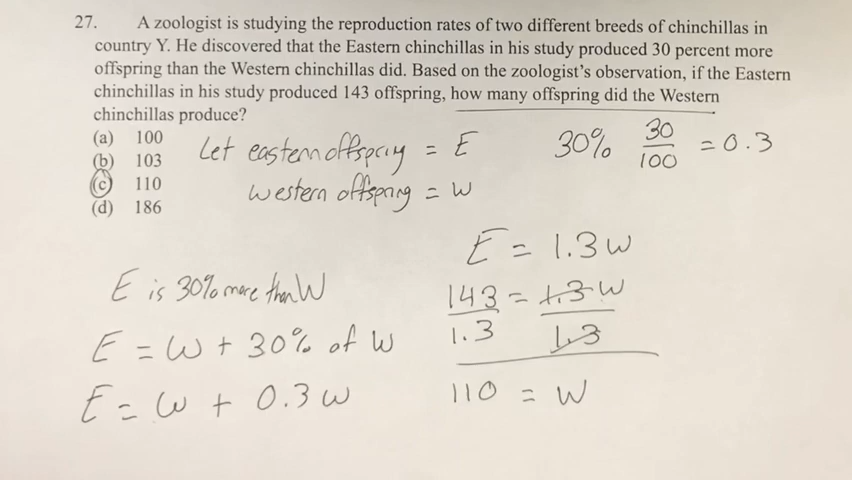 27. A zoologist is studying the reproduction rates of two different breeds of chinchillas in
country Y. He discovered that the Eastern chinchillas in his study produced 30 percent more
offspring than the Western chinchillas did. Based on the zoologist's observation, if the Eastern
chinchillas in his study produced 143 offspring, how many offspring did the Western
chinchillas produce?
(a) 100
(b) 103
(c) 110
(d) 186
Let eastern offspring = E
western offspring = W
30% 30/100 = 0.3
E is 30% more than W
E = W + 30% of W
E = W + 0.3W
E = 1.3W
143 = 1.3W
1.3 1.3
110 = W